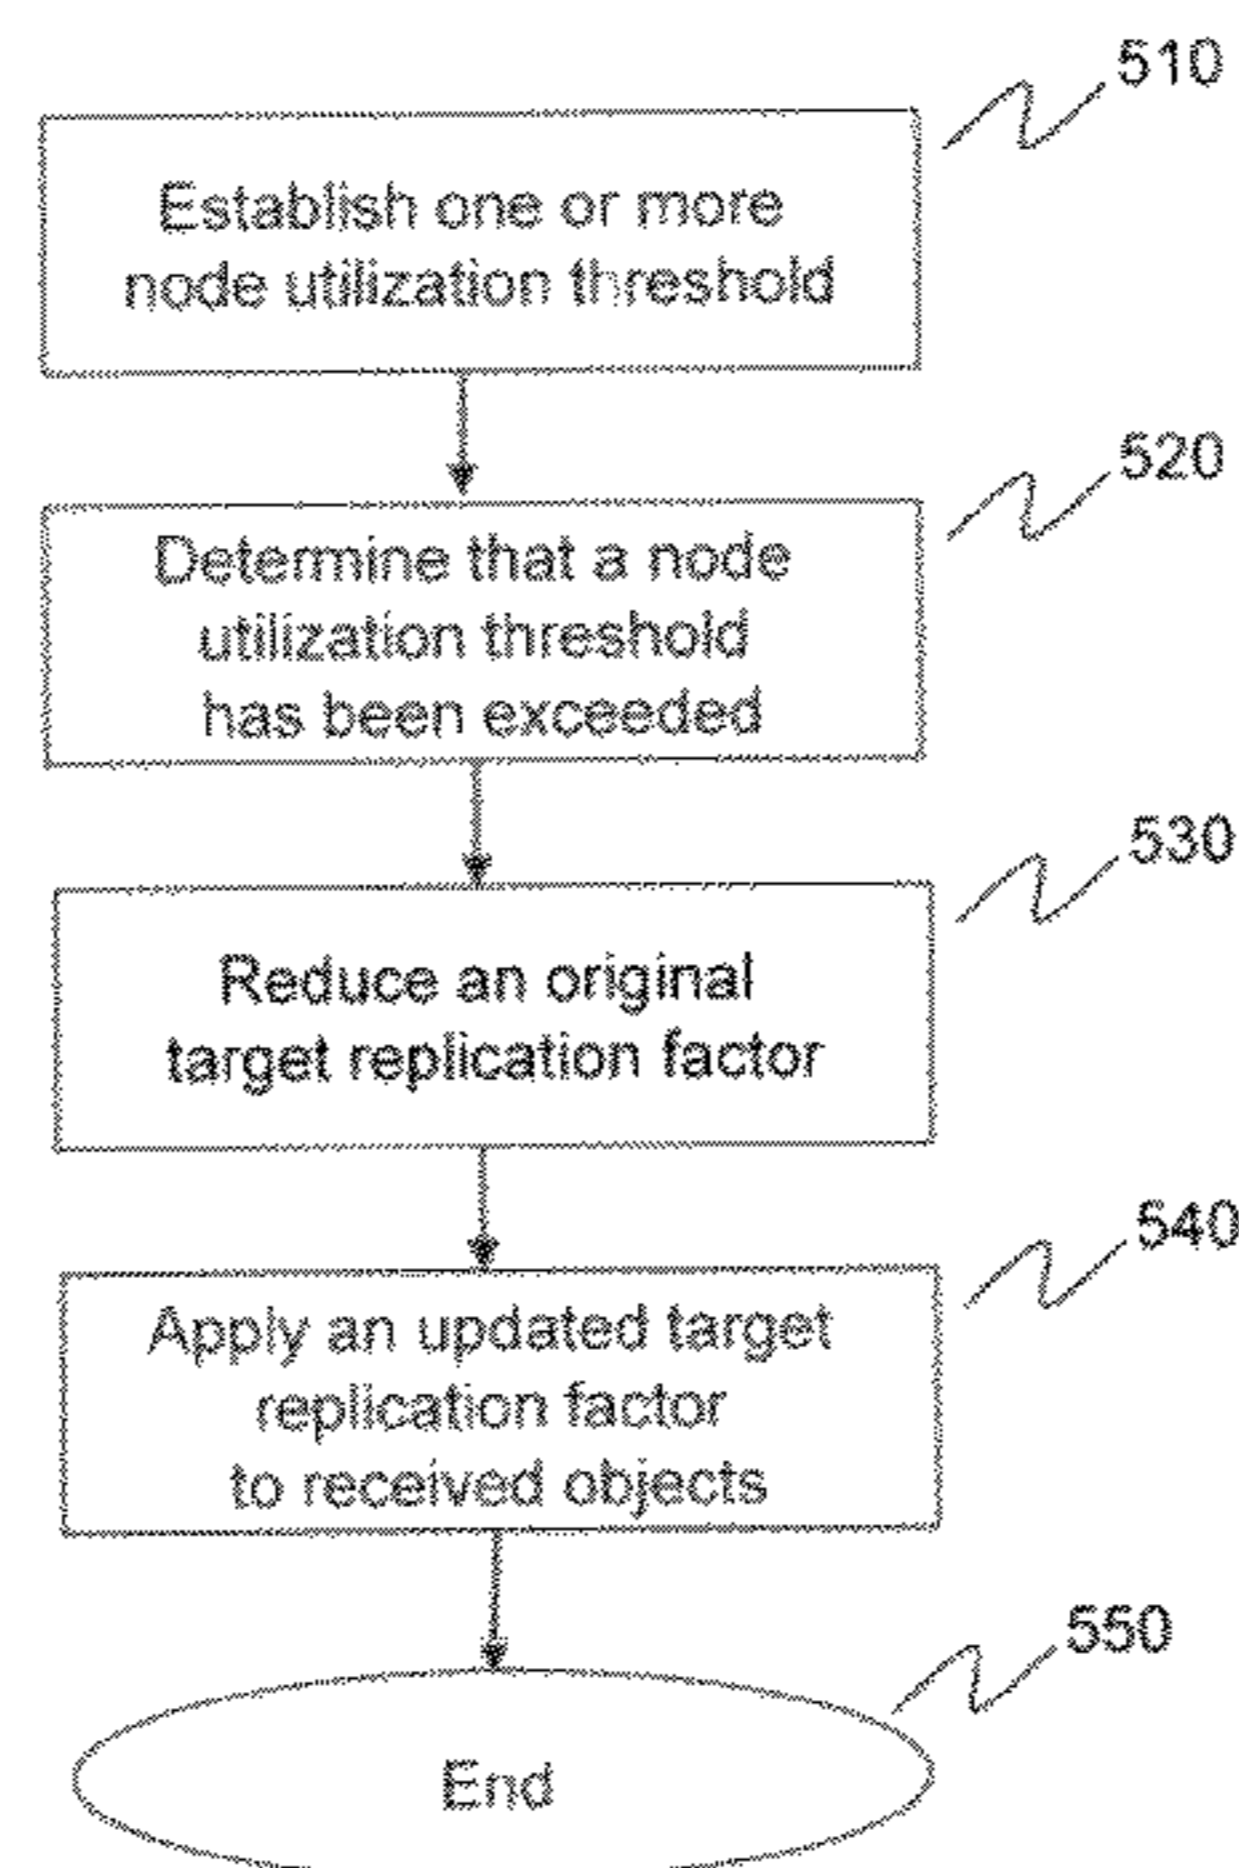 510
Establish one or more
node utilization threshold
520
Determine that a node
utilization threshold
has been exceeded
530
Reduce an original
target replication factor
540
Apply an updated target
replication factor
to received objects
550
End